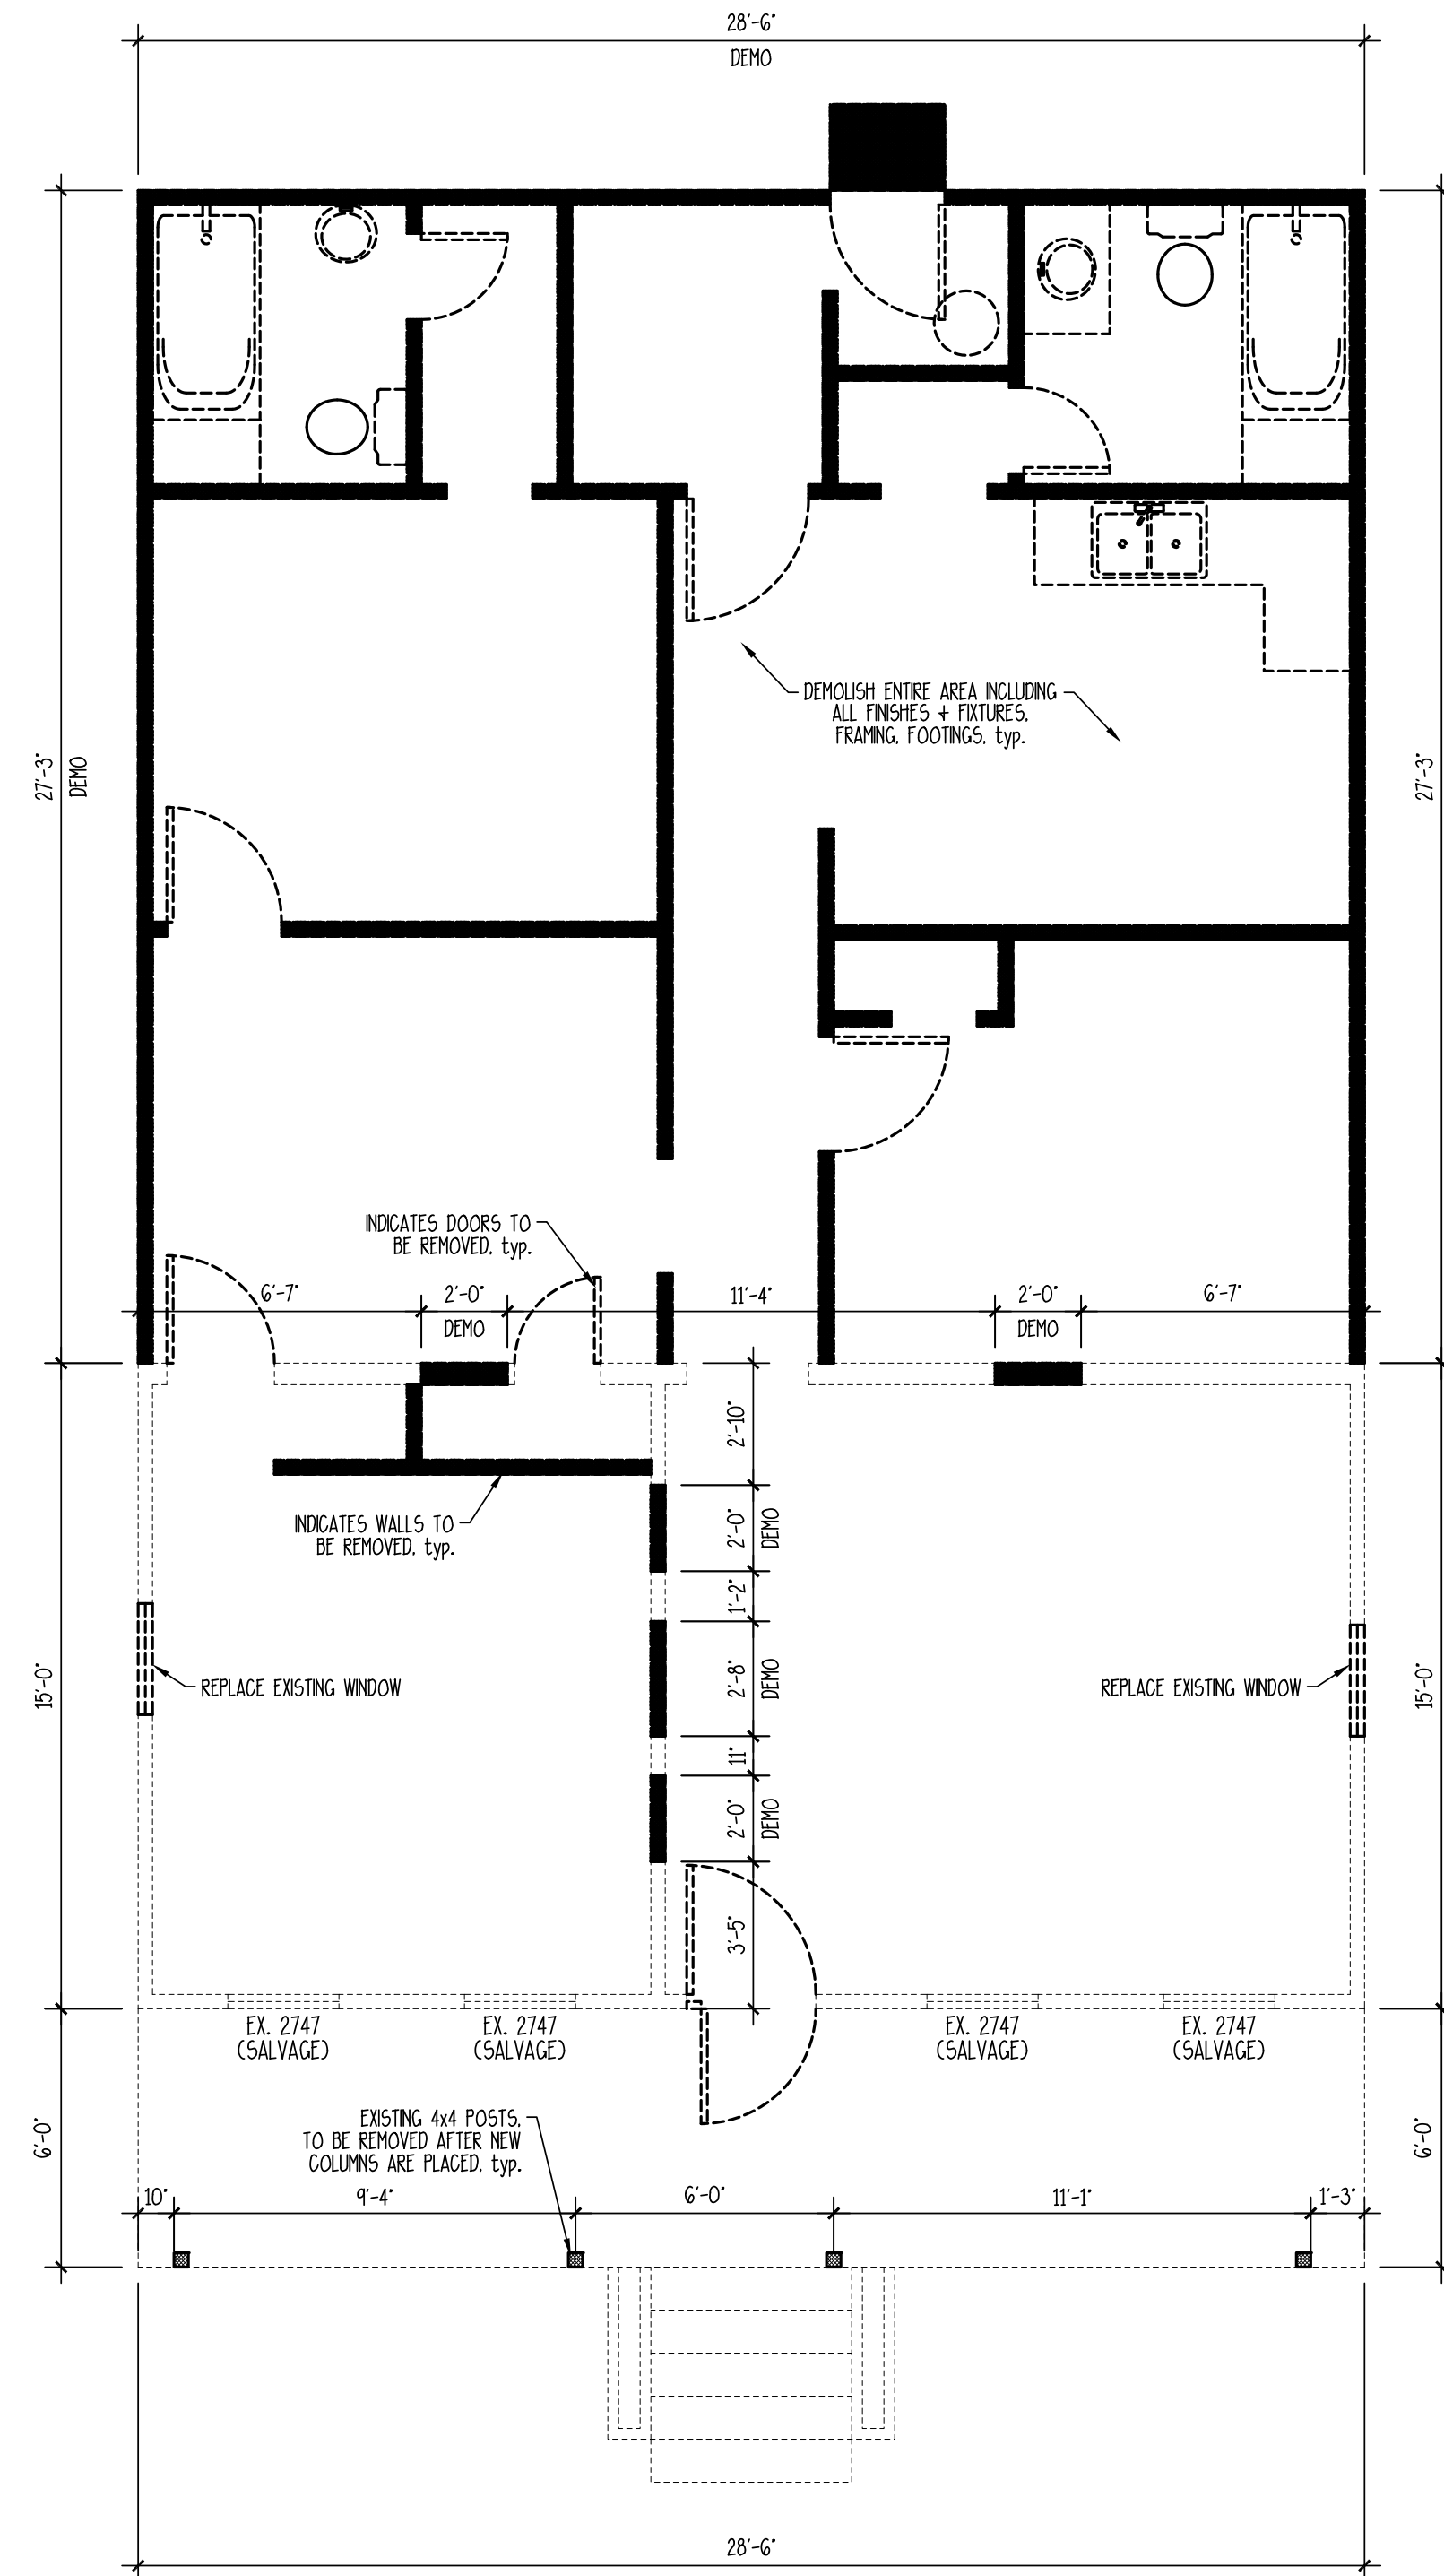 28'-6"
DEMO
27'-3"
DEMO
27'-3"
DEMOLISH ENTIRE AREA INCLUDING
ALL FINISHES + FIXTURES,
FRAMING, FOOTINGS, typ.
INDICATES DOORS TO
BE REMOVED, typ.
6'-7"
2'-0"
DEMO
11'-4"
2'-0"
DEMO
6'-7"
2'-10"
2'-0"
DEMO
1'-2"
2'-8"
DEMO
11"
2'-0"
DEMO
3'-5"
INDICATES WALLS TO
BE REMOVED, typ.
15'-0"
REPLACE EXISTING WINDOW
REPLACE EXISTING WINDOW
15'-0"
EX. 2747
(SALVAGE)
EX. 2747
(SALVAGE)
EX. 2747
(SALVAGE)
EX. 2747
(SALVAGE)
6'-0"
EXISTING 4x4 POSTS,
TO BE REMOVED AFTER NEW
COLUMNS ARE PLACED, typ.
6'-0"
10"
9'-4"
6'-0"
11'-1"
1'-3"
28'-6"